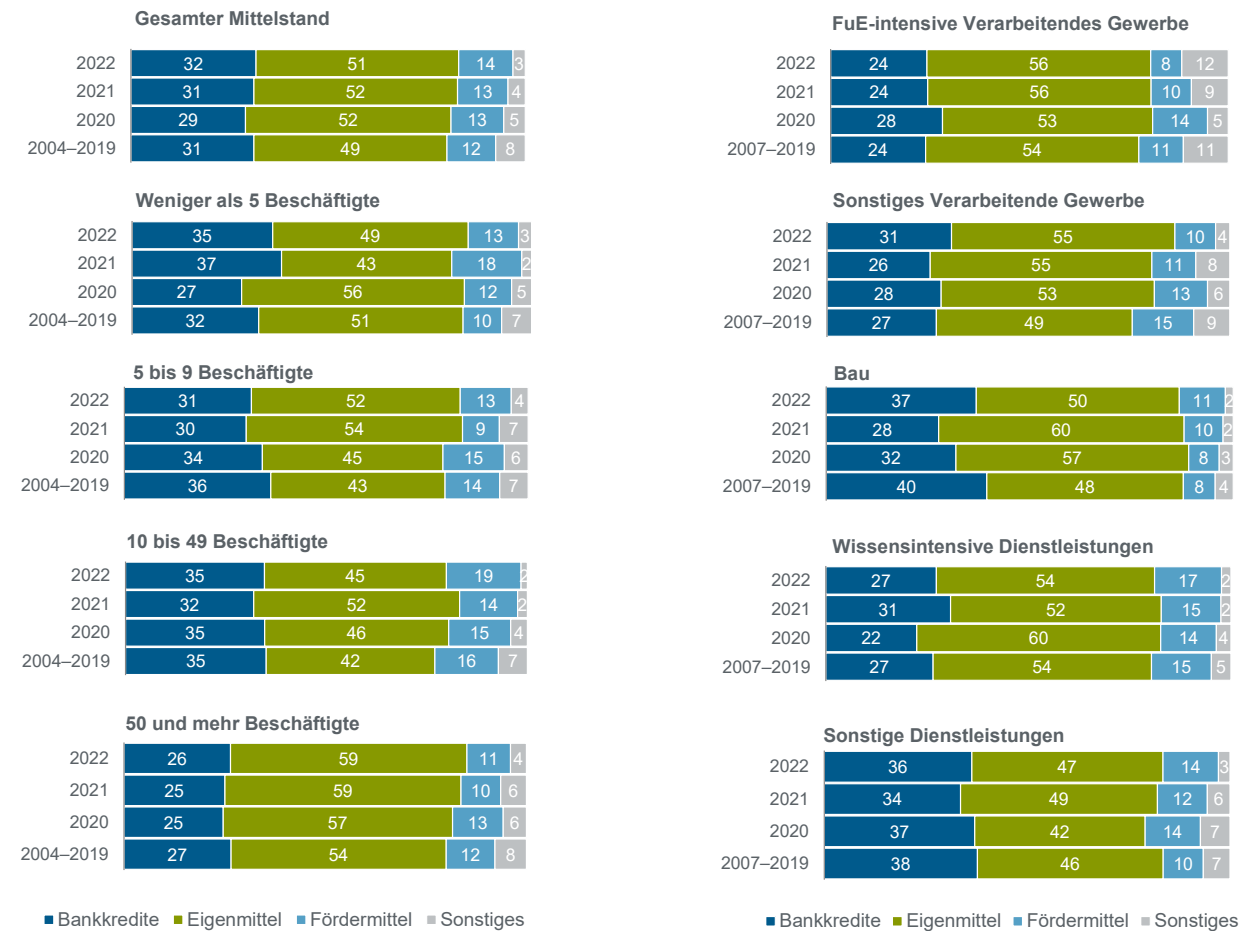 Gesamter Mittelstand
2022 32 51 14 3
2021 31 52 13 4
2020 29 52 13 5
2004–2019 31 49 12 8
Weniger als 5 Beschäftigte
2022 35 49 13 3
2021 37 43 18 2
2020 27 56 12 5
2004–2019 32 51 10 7
5 bis 9 Beschäftigte
2022 31 52 13 4
2021 30 54 9 7
2020 34 45 15 6
2004–2019 36 43 14 7
10 bis 49 Beschäftigte
2022 35 45 19 2
2021 32 52 14 2
2020 35 46 15 4
2004–2019 35 42 16 7
50 und mehr Beschäftigte
2022 26 59 11 4
2021 25 59 10 6
2020 25 57 13 6
2004–2019 27 54 12 8
Bankkredite Eigenmittel Fördermittel Sonstiges
FuE-intensive Verarbeitendes Gewerbe
2022 24 56 8 12
2021 24 56 10 9
2020 28 53 14 5
2007–2019 24 54 11 11
Sonstiges Verarbeitende Gewerbe
2022 31 55 10 4
2021 26 55 11 8
2020 28 53 13 6
2007–2019 27 49 15 9
Bau
2022 37 50 11 2
2021 28 60 10 2
2020 32 57 8 3
2007–2019 40 48 8 4
Wissensintensive Dienstleistungen
2022 27 54 17 2
2021 31 52 15 2
2020 22 60 14 4
2007–2019 27 54 15 5
Sonstige Dienstleistungen
2022 36 47 14 3
2021 34 49 12 6
2020 37 42 14 7
2007–2019 38 46 10 7
Bankkredite Eigenmittel Fördermittel Sonstiges